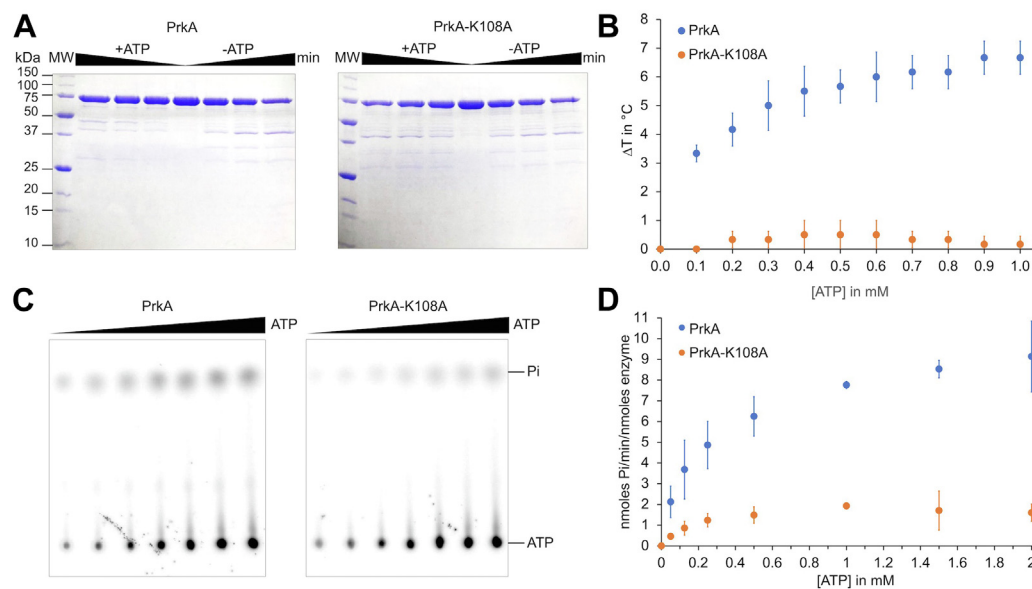 A
PrkA
PrkA-K108A
kDa MW +ATP -ATP min
MW +ATP -ATP min
150
100
75
50
37
25
20
15
10
B
PrkA
PrkA-K108A
ΔT in °C
8
7
6
5
4
3
2
1
0
0.0 0.1 0.2 0.3 0.4 0.5 0.6 0.7 0.8 0.9 1.0
[ATP] in mM
C
PrkA
PrkA-K108A
ATP
ATP
Pi
ATP
D
PrkA
PrkA-K108A
nmoles Pi/min/nmoles enzyme
11
10
9
8
7
6
5
4
3
2
1
0
0 0.2 0.4 0.6 0.8 1.0 1.2 1.4 1.6 1.8 2
[ATP] in mM